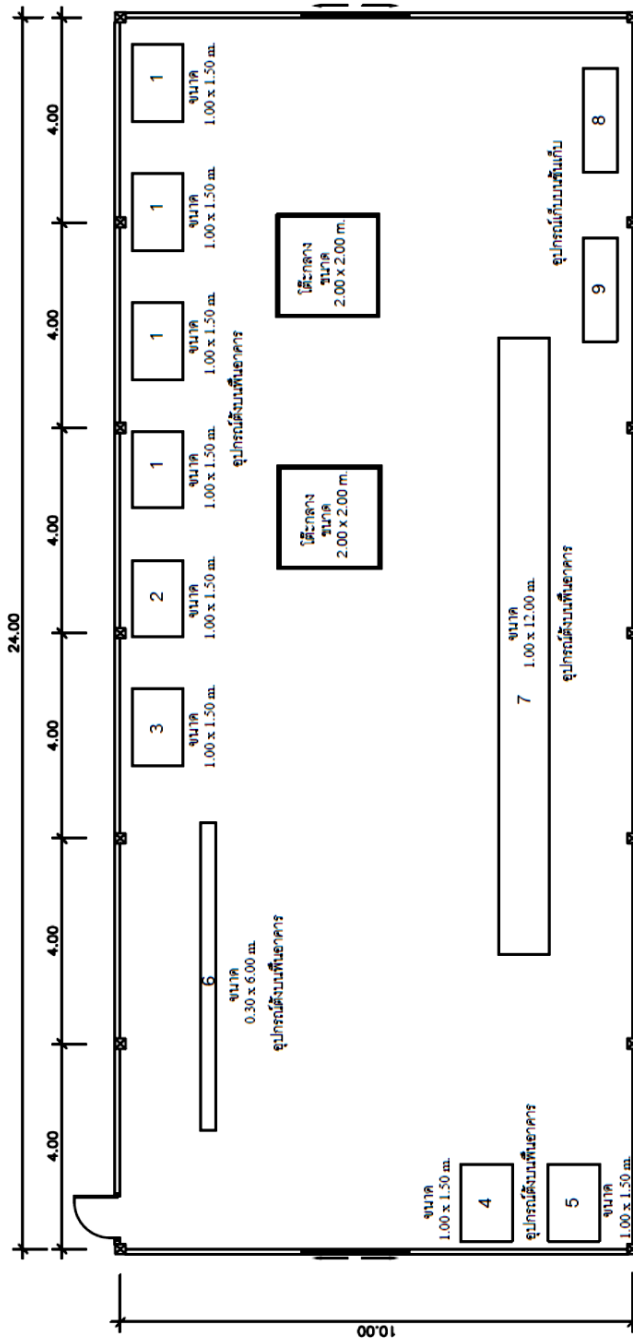 24.00
4.00
4.00
4.00
4.00
4.00
4.00
10.00
3
ขนาด
1.00 x 1.50 m.
2
ขนาด
1.00 x 1.50 m.
1
ขนาด
1.00 x 1.50 m.
1
ขนาด
1.00 x 1.50 m.
1
ขนาด
1.00 x 1.50 m.
1
ขนาด
1.00 x 1.50 m.
อุปกรณ์ตั้งบนพื้นอาคาร
6
ขนาด
0.30 x 6.00 m.
อุปกรณ์ตั้งบนพื้นอาคาร
โต๊ะกลาง
ขนาด
2.00 x 2.00 m.
โต๊ะกลาง
ขนาด
2.00 x 2.00 m.
ขนาด
1.00 x 1.50 m.
4
อุปกรณ์ตั้งบนพื้นอาคาร
5
ขนาด
1.00 x 1.50 m.
7
ขนาด
1.00 x 12.00 m.
อุปกรณ์ตั้งบนพื้นอาคาร
อุปกรณ์เก็บบนชั้นเก็บ
9
8